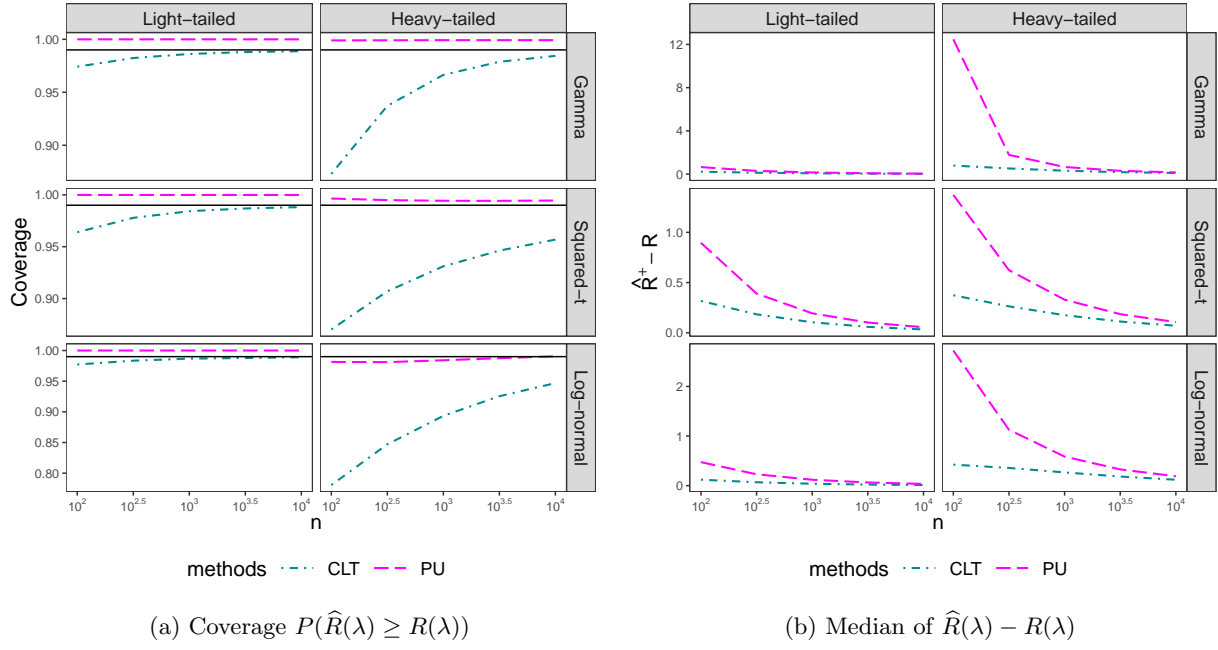 Light−tailed Heavy−tailed
1.00
0.95
0.90
Gamma
1.00
0.95
0.90
Squared−t
1.00
0.95
0.90
0.85
0.80
Log−normal
Coverage
10^2 10^2.5 10^3 10^3.5 10^4 10^2 10^2.5 10^3 10^3.5 10^4
n
methods CLT PU
(a) Coverage P(R̂(λ) ≥ R(λ))
Light−tailed Heavy−tailed
12
8
4
0
Gamma
1.0
0.5
0.0
Squared−t
2
1
0
Log−normal
R̂⁺ − R
10^2 10^2.5 10^3 10^3.5 10^4 10^2 10^2.5 10^3 10^3.5 10^4
n
methods CLT PU
(b) Median of R̂(λ) − R(λ)